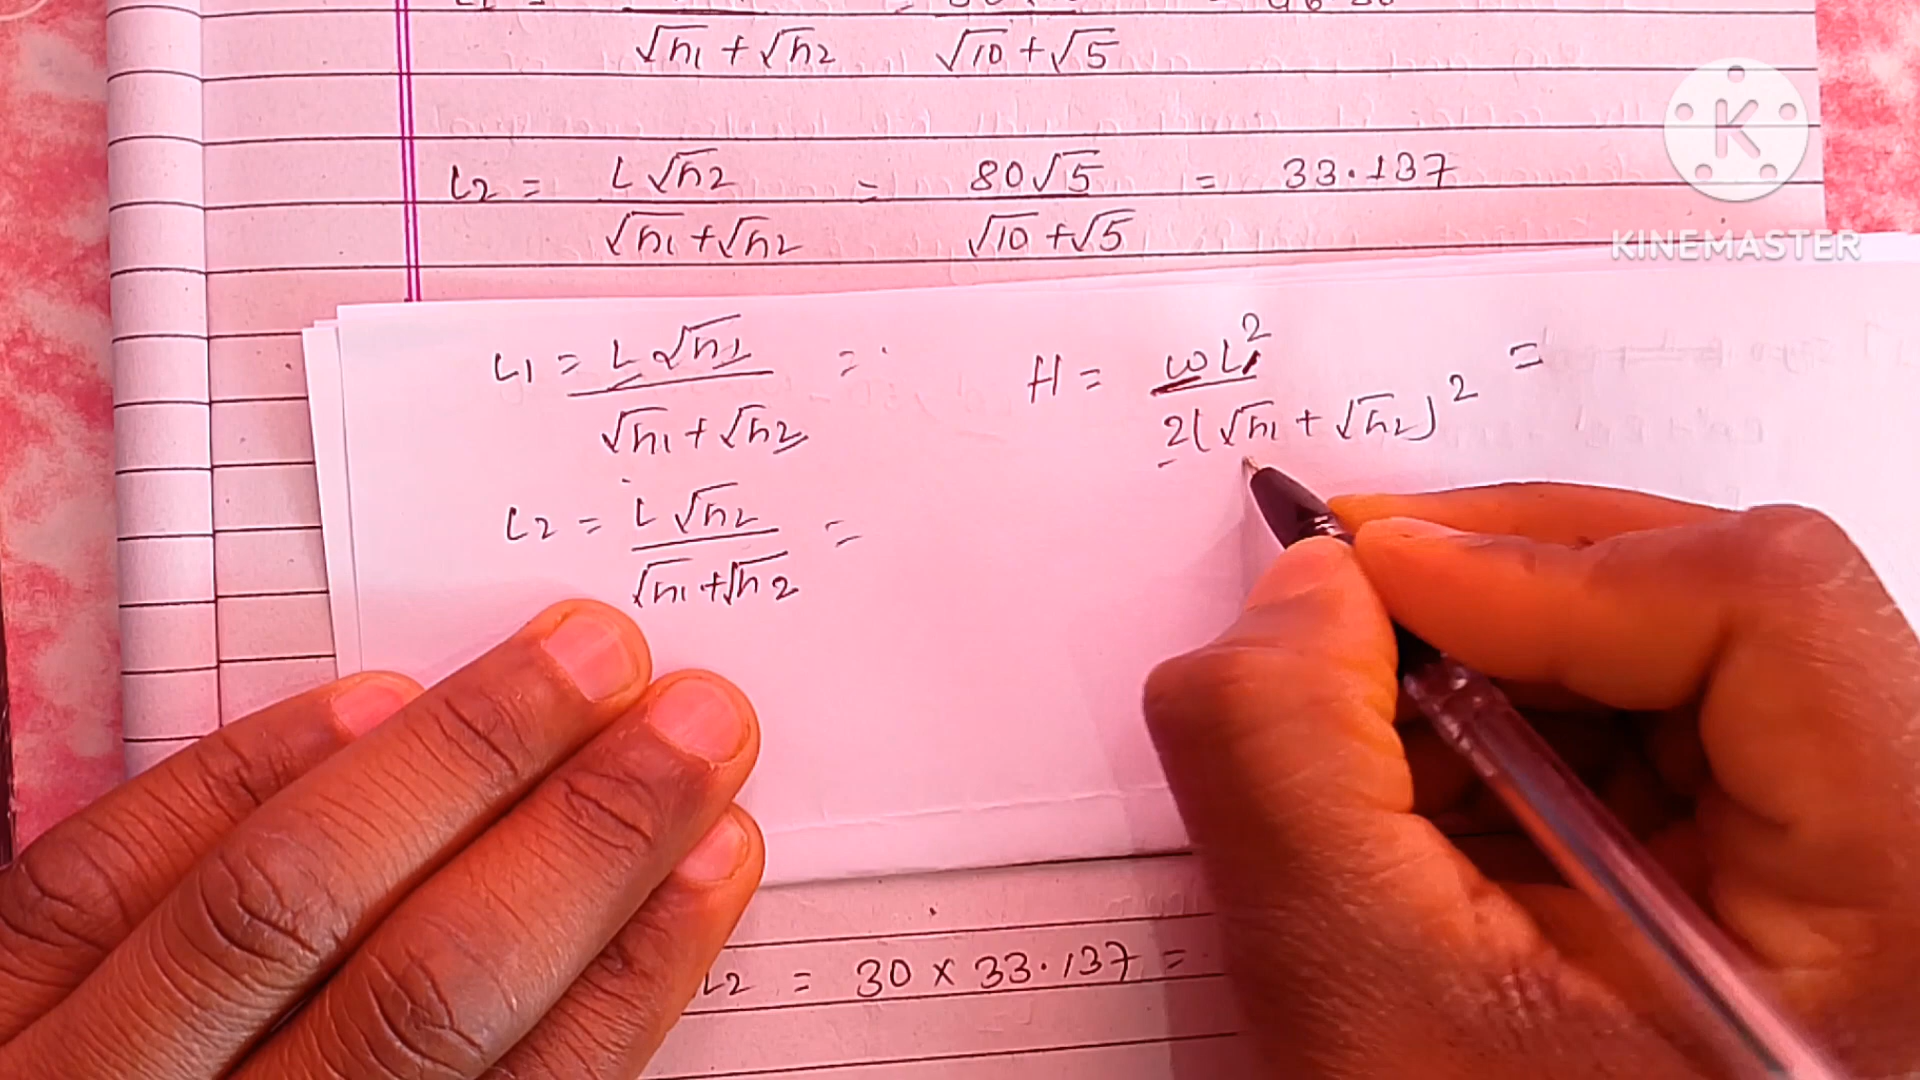 √h1 + √h2 √10 + √5
L2 = L√h2 = 80√5 = 33.137
√h1 + √h2 √10 + √5
K
KINEMASTER
L1 = L√h1 =
√h1 + √h2
H = ωL²
2(√h1 + √h2)² =
L2 = L√h2 =
√h1 + √h2
L2 = 30 × 33.137 =